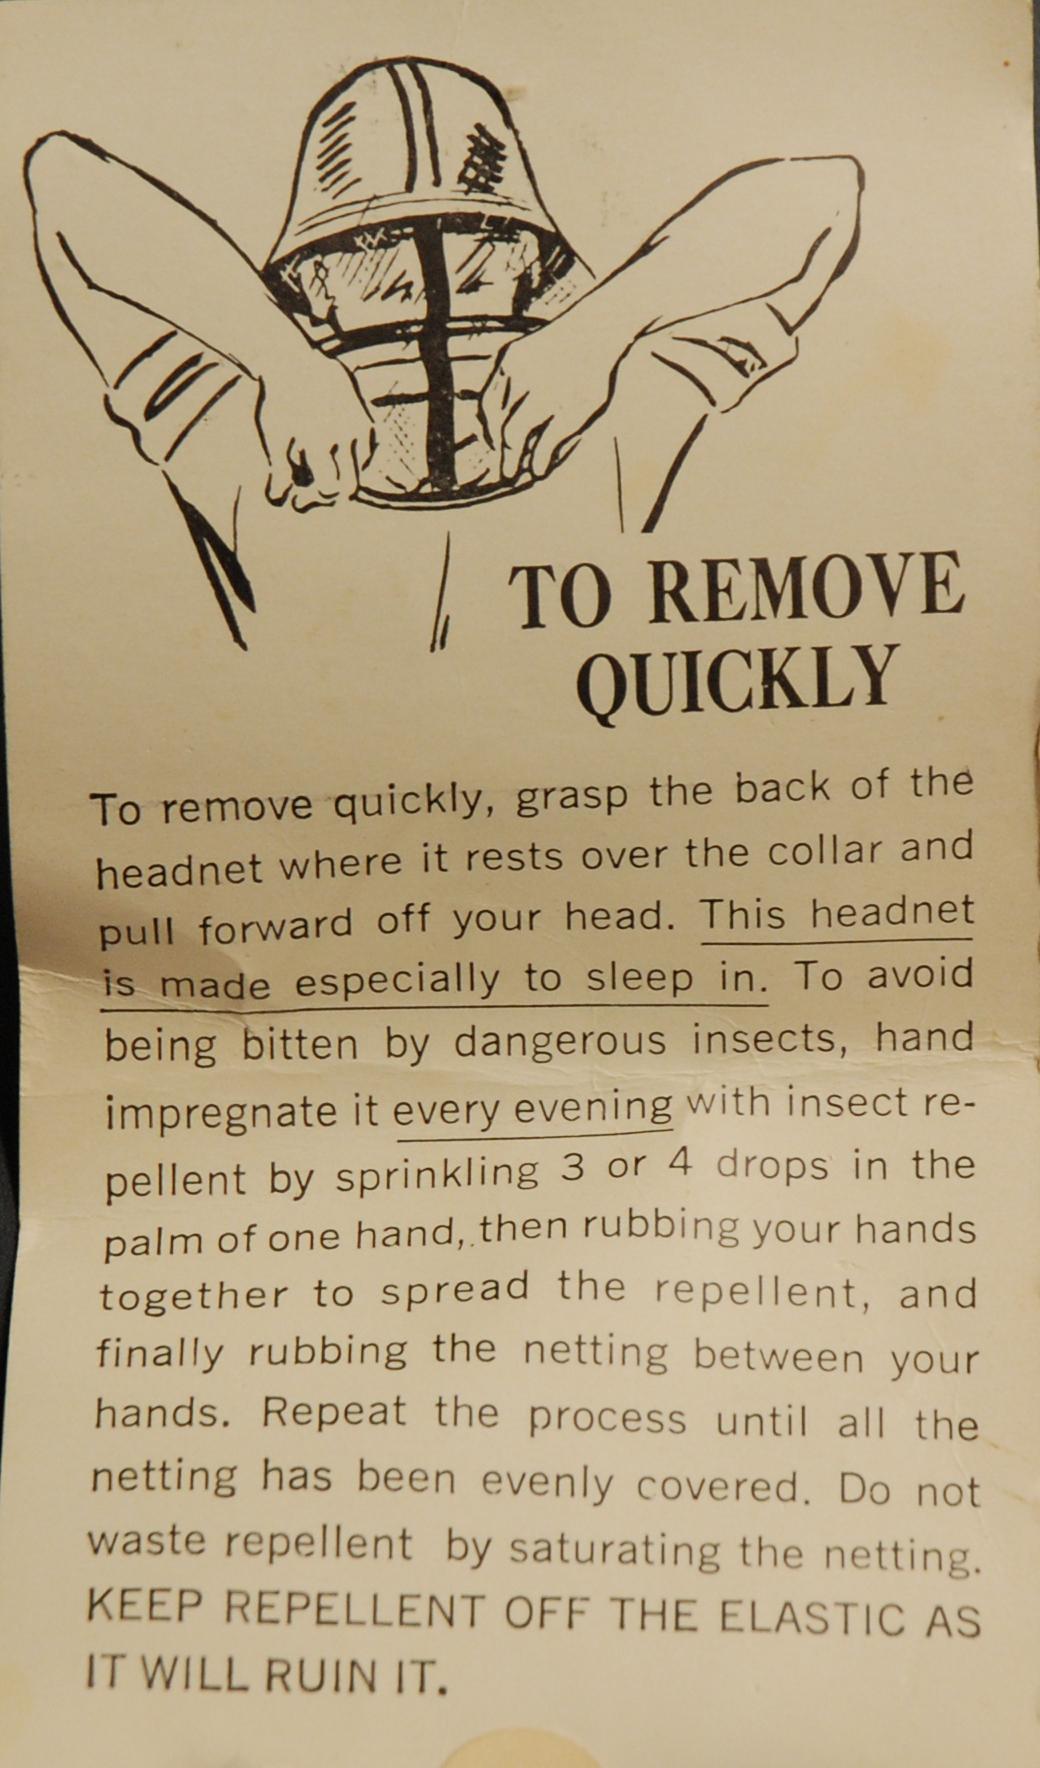 TO REMOVE
QUICKLY
To remove quickly, grasp the back of the
headnet where it rests over the collar and
pull forward off your head. This headnet
is made especially to sleep in. To avoid
being bitten by dangerous insects, hand
impregnate it every evening with insect re-
pellent by sprinkling 3 or 4 drops in the
palm of one hand, then rubbing your hands
together to spread the repellent, and
finally rubbing the netting between your
hands. Repeat the process until all the
netting has been evenly covered. Do not
waste repellent by saturating the netting.
KEEP REPELLENT OFF THE ELASTIC AS
IT WILL RUIN IT.